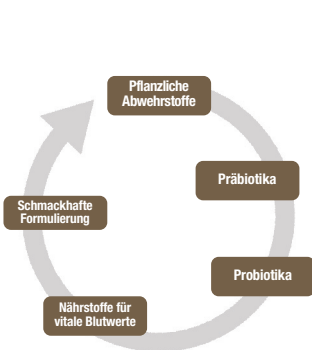 Pflanzliche
Abwehrstoffe
Präbiotika
Probiotika
Nährstoffe für
vitale Blutwerte
Schmackhafte
Formulierung